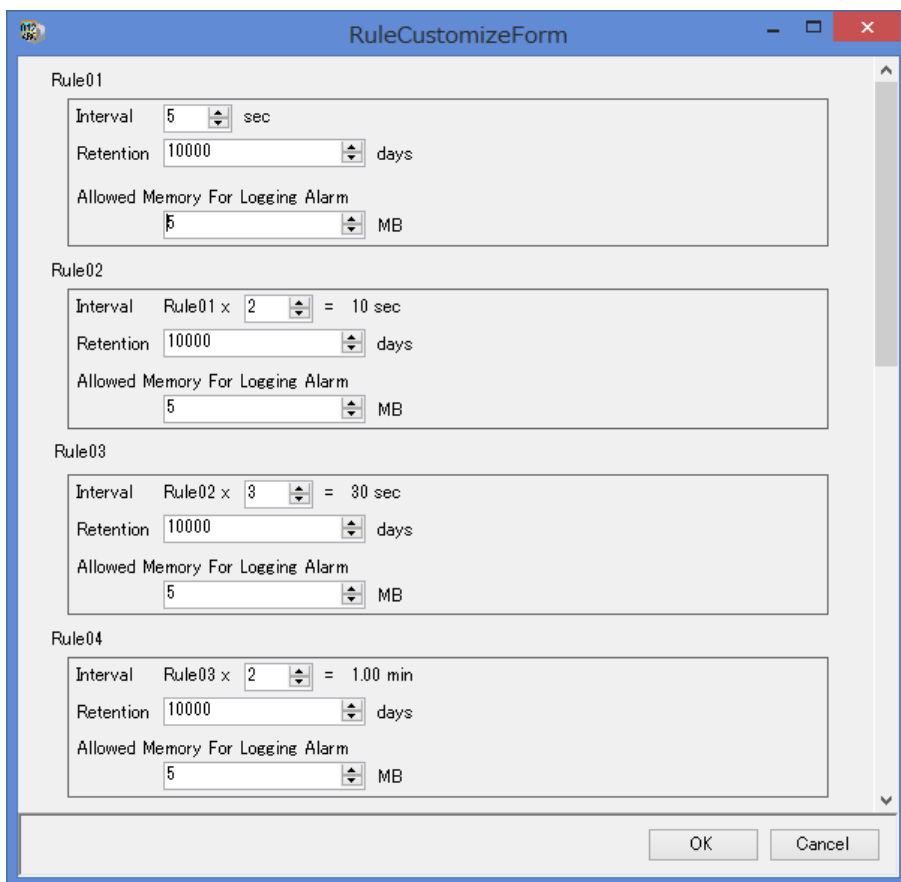 RuleCustomizeForm
Rule01
Interval 5 sec
Retention 10000 days
Allowed Memory For Logging Alarm
5 MB
Rule02
Interval Rule01 x 2 = 10 sec
Retention 10000 days
Allowed Memory For Logging Alarm
5 MB
Rule03
Interval Rule02 x 3 = 30 sec
Retention 10000 days
Allowed Memory For Logging Alarm
5 MB
Rule04
Interval Rule03 x 2 = 1.00 min
Retention 10000 days
Allowed Memory For Logging Alarm
5 MB
OK Cancel